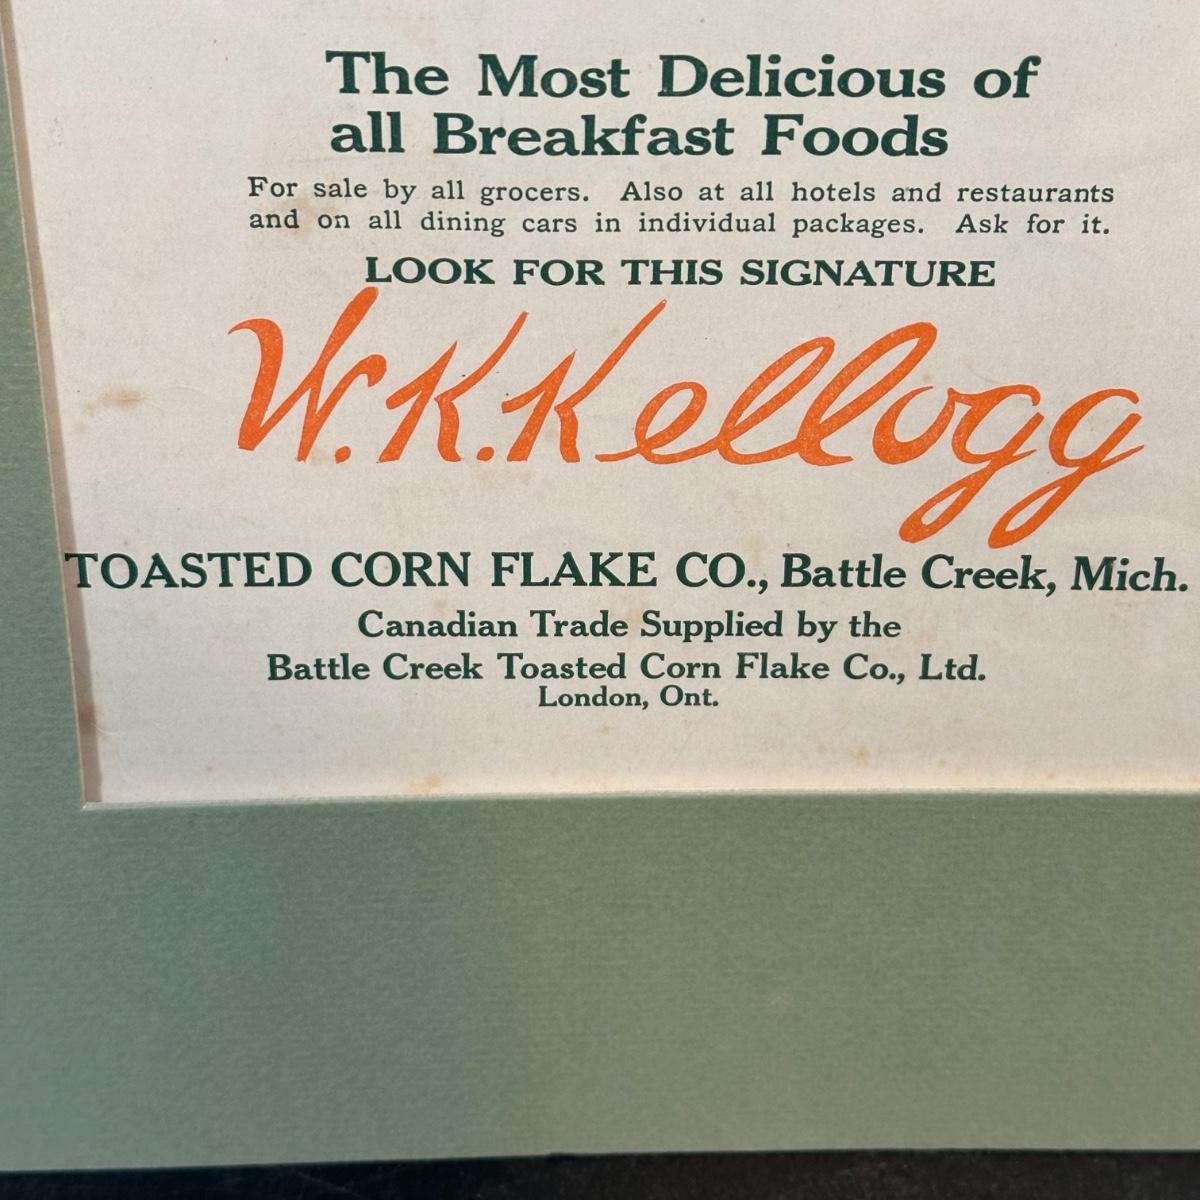 The Most Delicious of
all Breakfast Foods
For sale by all grocers. Also at all hotels and restaurants
and on all dining cars in individual packages. Ask for it.
LOOK FOR THIS SIGNATURE
W.K.Kellogg
TOASTED CORN FLAKE CO., Battle Creek, Mich.
Canadian Trade Supplied by the
Battle Creek Toasted Corn Flake Co., Ltd.
London, Ont.